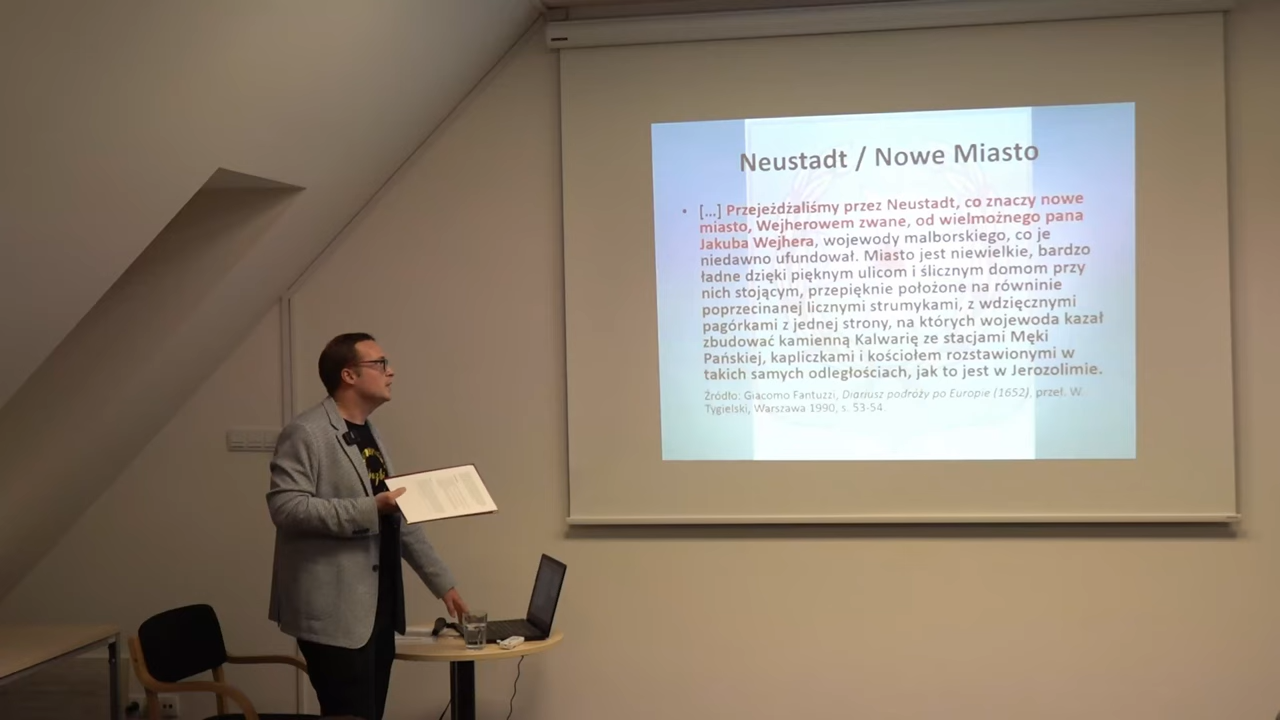 Neustadt / Nowe Miasto
• [...] Przejeżdżaliśmy przez Neustadt, co znaczy nowe
miasto, Wejherowem zwane, od wielmożnego pana
Jakuba Wejhera, wojewody malborskiego, co je
niedawno ufundował. Miasto jest niewielkie, bardzo
ładne dzięki pięknym ulicom i ślicznym domom przy
nich stojącym, przepięknie położone na równinie
poprzecinanej licznymi strumykami, z wdzięcznymi
pagórkami z jednej strony, na których wojewoda kazał
zbudować kamienną Kalwarię ze stacjami Męki
Pańskiej, kapliczkami i kościołem rozstawionymi w
takich samych odległościach, jak to jest w Jerozolimie.
Źródło: Giacomo Fantuzzi, Diariusz podróży po Europie (1652), przeł. W.
Tygielski, Warszawa 1990, s. 53-54.